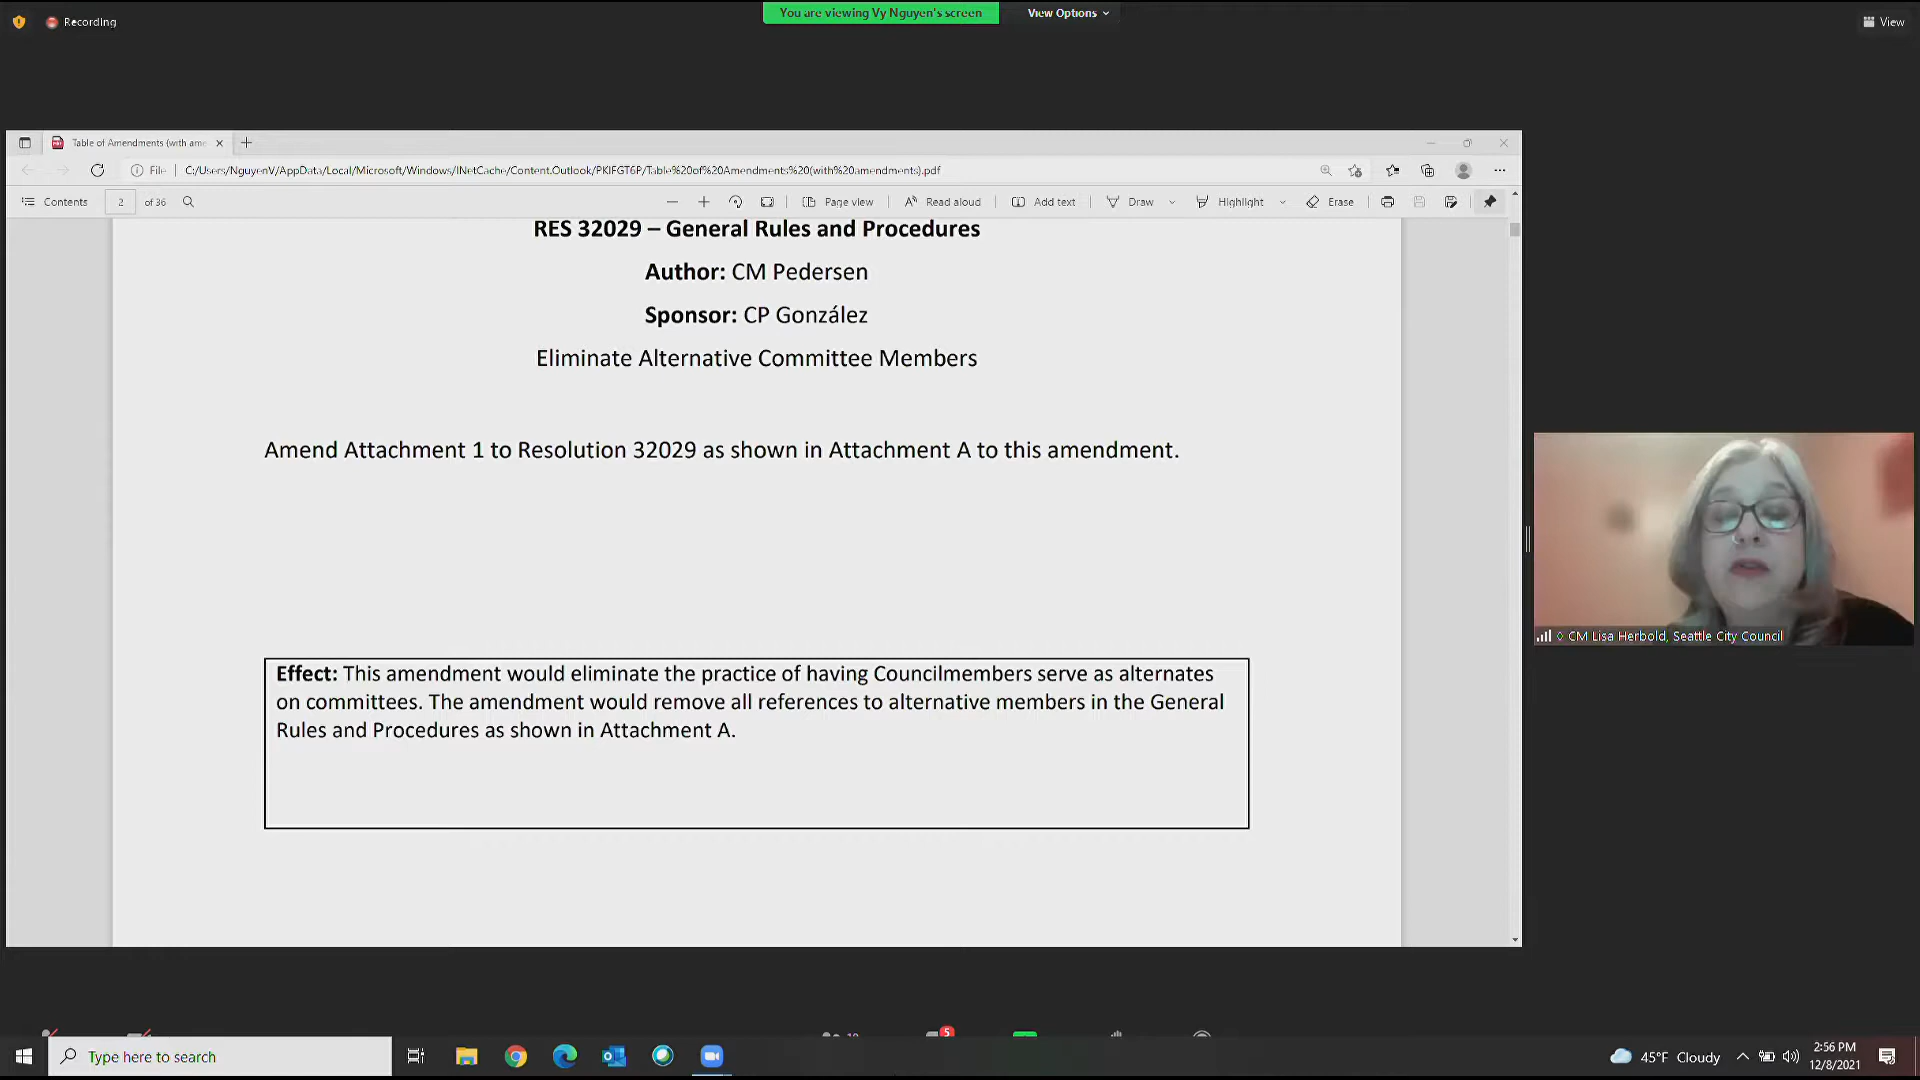 Recording
You are viewing Vy Nguyen's screen
View Options
View
Table of Amendments (with ame
File
C:/Users/NguyenV/AppData/Local/Microsoft/Windows/INetCache/Content.Outlook/PKIFGT6P/Table%20of%20Amendments%20(with%20amendments).pdf
Contents
2
of 36
Page view
Read aloud
Add text
Draw
Highlight
Erase
RES 32029 – General Rules and Procedures
Author: CM Pedersen
Sponsor: CP González
Eliminate Alternative Committee Members
Amend Attachment 1 to Resolution 32029 as shown in Attachment A to this amendment.
Effect: This amendment would eliminate the practice of having Councilmembers serve as alternates
on committees. The amendment would remove all references to alternative members in the General
Rules and Procedures as shown in Attachment A.
CM Lisa Herbold, Seattle City Council
5
Type here to search
45°F Cloudy
2:56 PM
12/8/2021